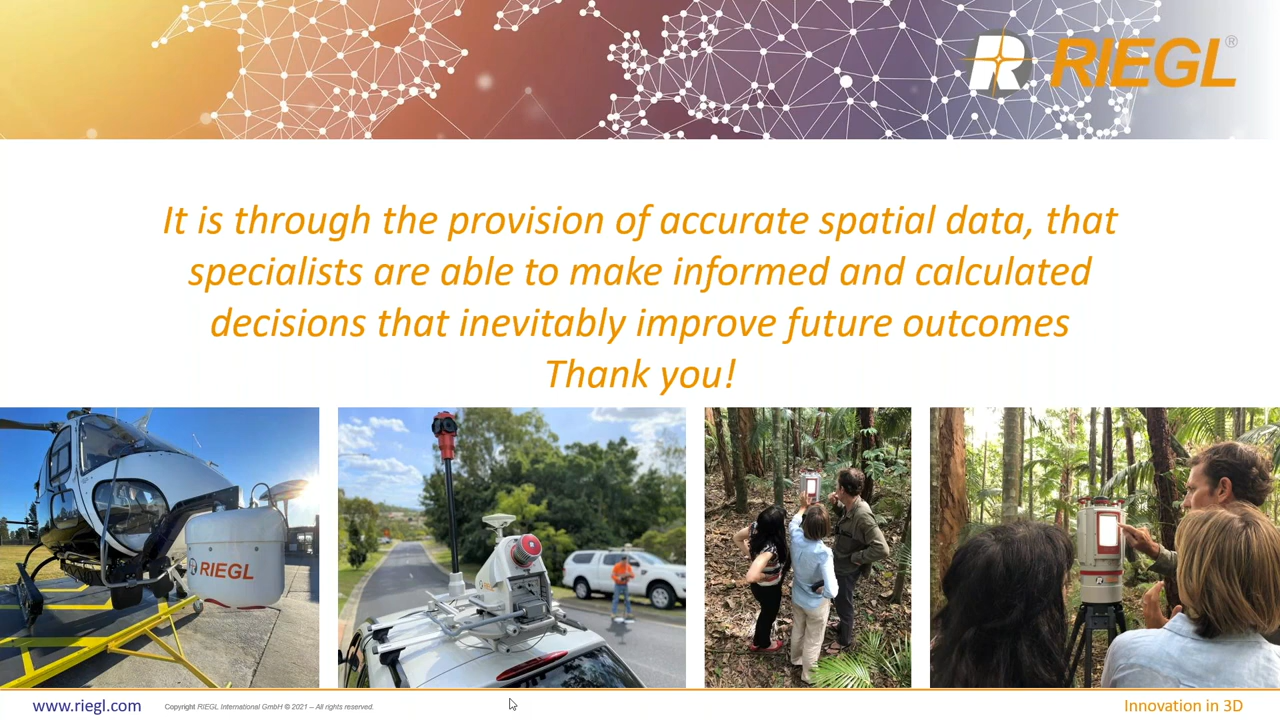 RIEGL®
It is through the provision of accurate spatial data, that
specialists are able to make informed and calculated
decisions that inevitably improve future outcomes
Thank you!
RIEGL
www.riegl.com
Copyright RIEGL International GmbH © 2021 – All rights reserved.
Innovation in 3D